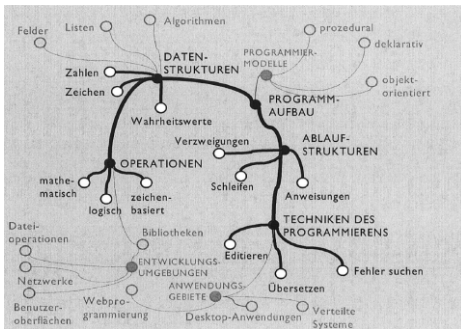 Algorithmen
Listen
Felder
prozedural
deklarativ
DATEN-
STRUKTUREN
PROGRAMMIER-
MODELLE
Zahlen
Zeichen
objekt-
orientiert
PROGRAMM-
AUFBAU
Wahrheitswerte
Verzweigungen
ABLAUF-
STRUKTUREN
OPERATIONEN
mathe-
matisch
logisch
zeichen-
basiert
Schleifen
Anweisungen
TECHNIKEN DES
PROGRAMMIERENS
Datei-
operationen
Bibliotheken
Editieren
ENTWICKLUNGS-
UMGEBUNGEN
Netzwerke
Fehler suchen
Übersetzen
ANWENDUNGS-
GEBIETE
Benutzer-
oberflächen
Webpro-
grammierung
Desktop-Anwendungen
Verteilte
Systeme